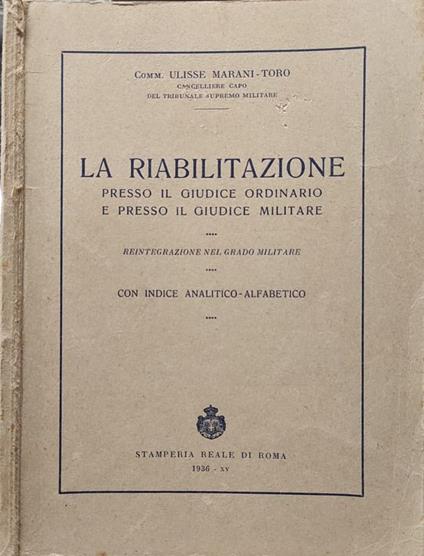 Comm. ULISSE MARANI-TORO
CANCELLIERE CAPO
DEL TRIBUNALE SUPREMO MILITARE
LA RIABILITAZIONE
PRESSO IL GIUDICE ORDINARIO
E PRESSO IL GIUDICE MILITARE
REINTEGRAZIONE NEL GRADO MILITARE
CON INDICE ANALITICO-ALFABETICO
STAMPERIA REALE DI ROMA
1936 - XV